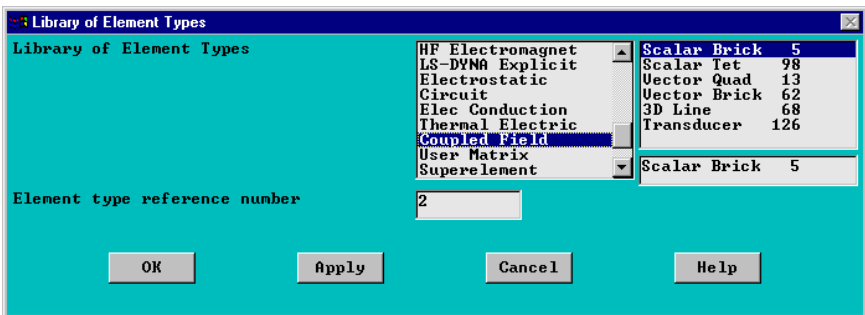 Library of Element Types
Library of Element Types
HF Electromagnet
LS-DYNA Explicit
Electrostatic
Circuit
Elec Conduction
Thermal Electric
Coupled Field
User Matrix
Superelement
Scalar Brick 5
Scalar Tet 98
Vector Quad 13
Vector Brick 62
3D Line 68
Transducer 126
Scalar Brick 5
Element type reference number
2
OK
Apply
Cancel
Help